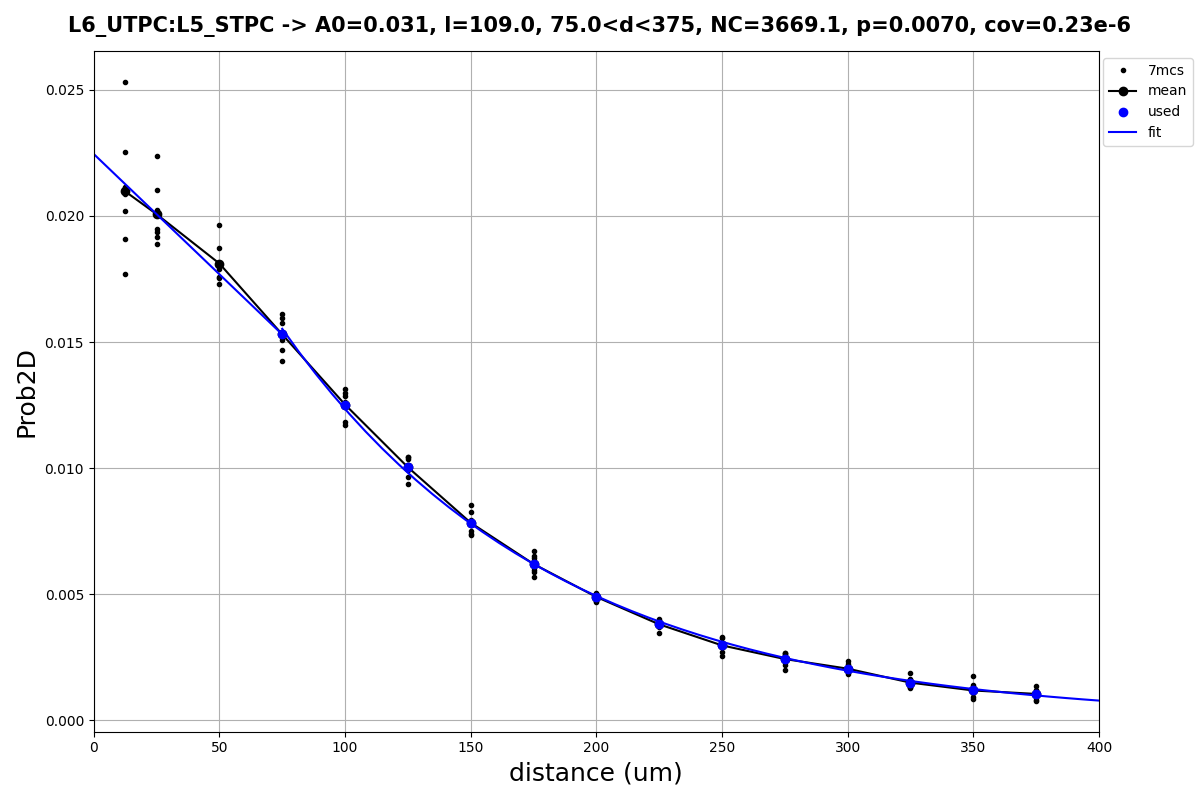 L6_UTPC:L5_STPC -> A0=0.031, l=109.0, 75.0<d<375, NC=3669.1, p=0.0070, cov=0.23e-6
7mcs
mean
used
fit
0.025
0.020
0.015
0.010
0.005
0.000
Prob2D
0 50 100 150 200 250 300 350 400
distance (um)